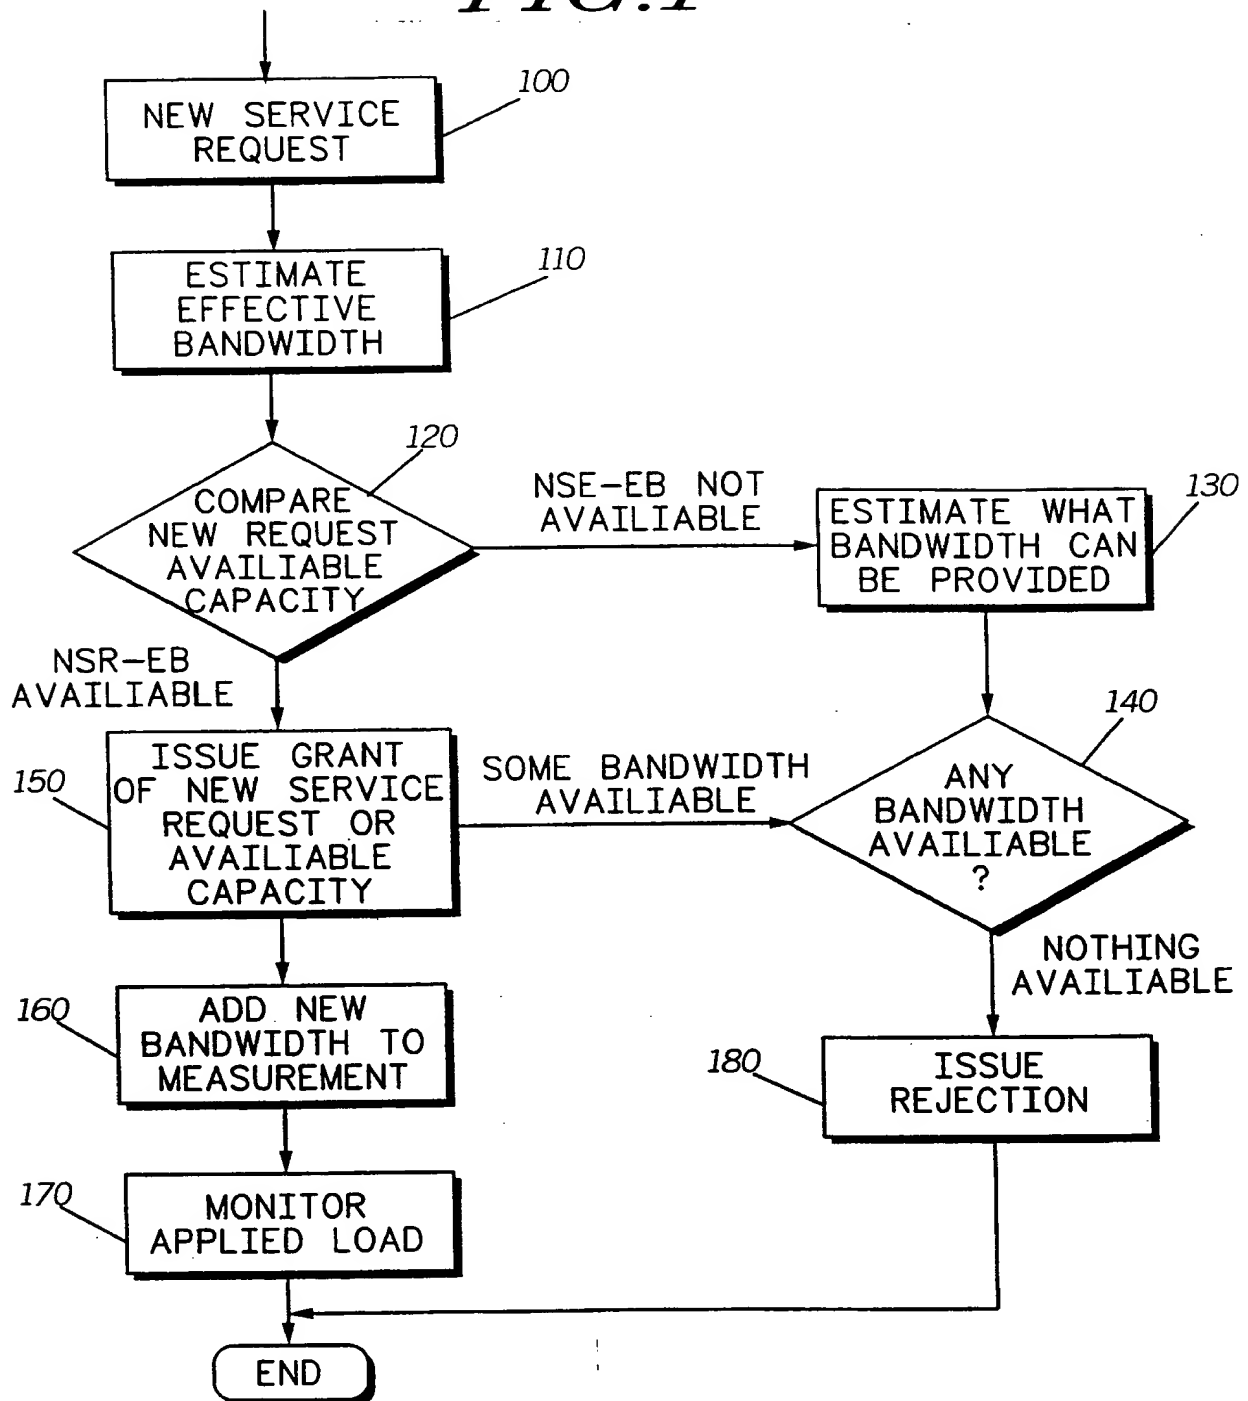 FIG.1
100
NEW SERVICE
REQUEST
110
ESTIMATE
EFFECTIVE
BANDWIDTH
120
COMPARE
NEW REQUEST
AVAILIABLE
CAPACITY
NSE-EB NOT
AVAILIABLE
130
ESTIMATE WHAT
BANDWIDTH CAN
BE PROVIDED
NSR-EB
AVAILIABLE
140
ANY
BANDWIDTH
AVAILIABLE
?
150
ISSUE GRANT
OF NEW SERVICE
REQUEST OR
AVAILIABLE
CAPACITY
SOME BANDWIDTH
AVAILIABLE
NOTHING
AVAILIABLE
160
ADD NEW
BANDWIDTH TO
MEASUREMENT
180
ISSUE
REJECTION
170
MONITOR
APPLIED LOAD
END